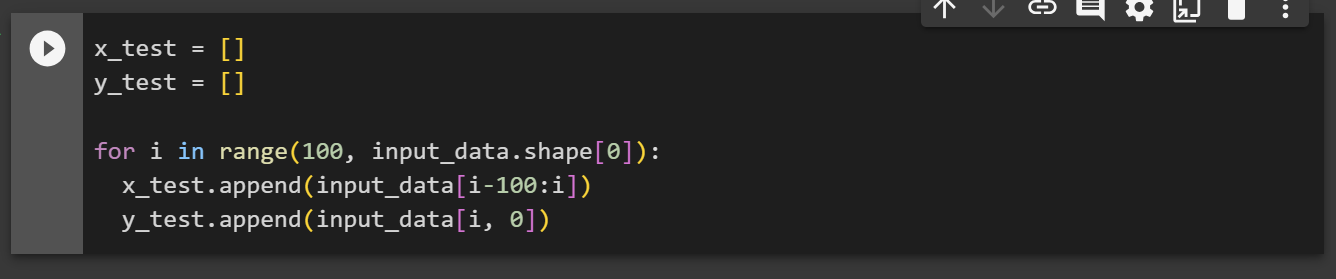 x_test = []
y_test = []

for i in range(100, input_data.shape[0]):
  x_test.append(input_data[i-100:i])
  y_test.append(input_data[i, 0])